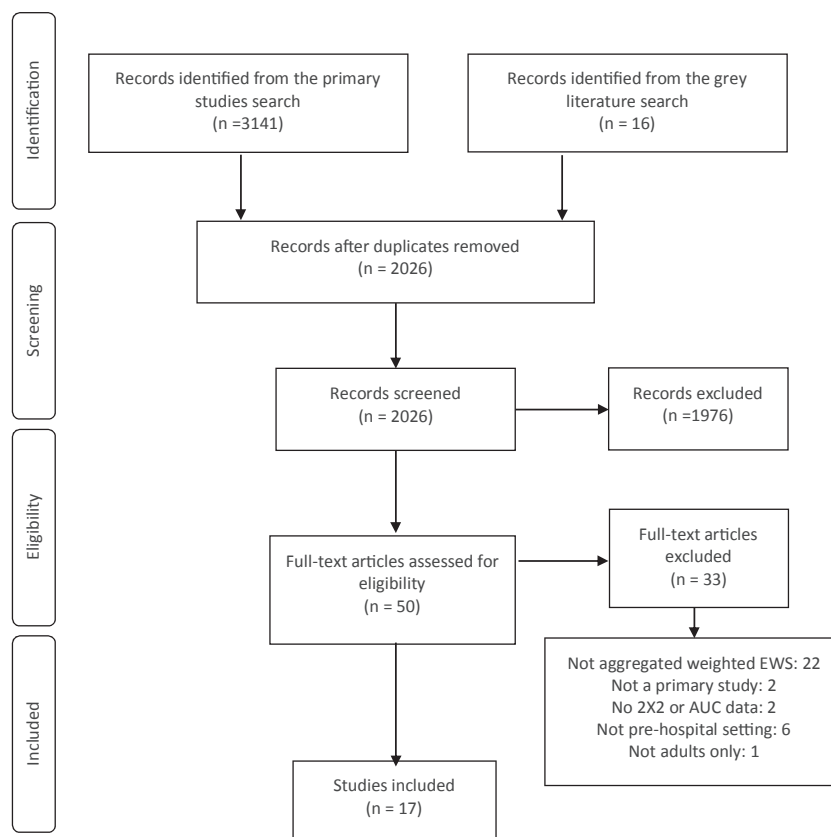 Identification
Records identified from the primary
studies search
(n =3141)
Records identified from the grey
literature search
(n = 16)
Screening
Records after duplicates removed
(n = 2026)
Records screened
(n = 2026)
Records excluded
(n =1976)
Eligibility
Full-text articles assessed for
eligibility
(n = 50)
Full-text articles
excluded
(n = 33)
Not aggregated weighted EWS: 22
Not a primary study: 2
No 2X2 or AUC data: 2
Not pre-hospital setting: 6
Not adults only: 1
Included
Studies included
(n = 17)